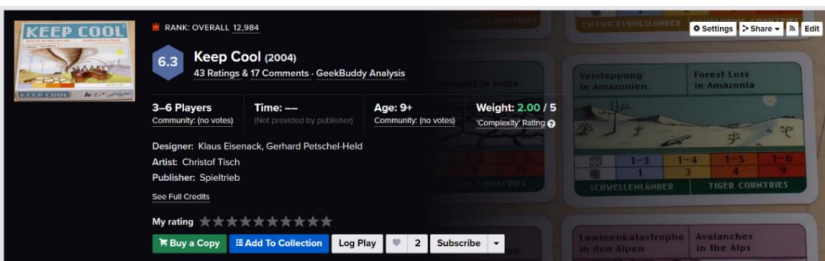 KEEP COOL
RANK: OVERALL 12,984
Settings
Share
Edit
6.3
Keep Cool (2004)
43 Ratings & 17 Comments · GeekBuddy Analysis
3–6 Players
Community: (no votes)
Time: ––
(Not provided by publisher)
Age: 9+
Community: (no votes)
Weight: 2.00 / 5
'Complexity' Rating
Designer: Klaus Eisenack, Gerhard Petschel-Held
Artist: Christof Tisch
Publisher: Spieltrieb
See Full Credits
My rating
Buy a Copy
Add To Collection
Log Play
2
Subscribe
ENTWICKLUNGSLÄNDER
in India
Versteppung
in Amazonien
Forest Loss
in Amazonia
1–3 1–4 1–5 1–6
1 3 4 9
SCHWELLENLÄNDER
TIGER COUNTRIES
TIGER COUNTRIES
Lawinenkatastrophe
in den Alpen
Avalanches
in the Alps